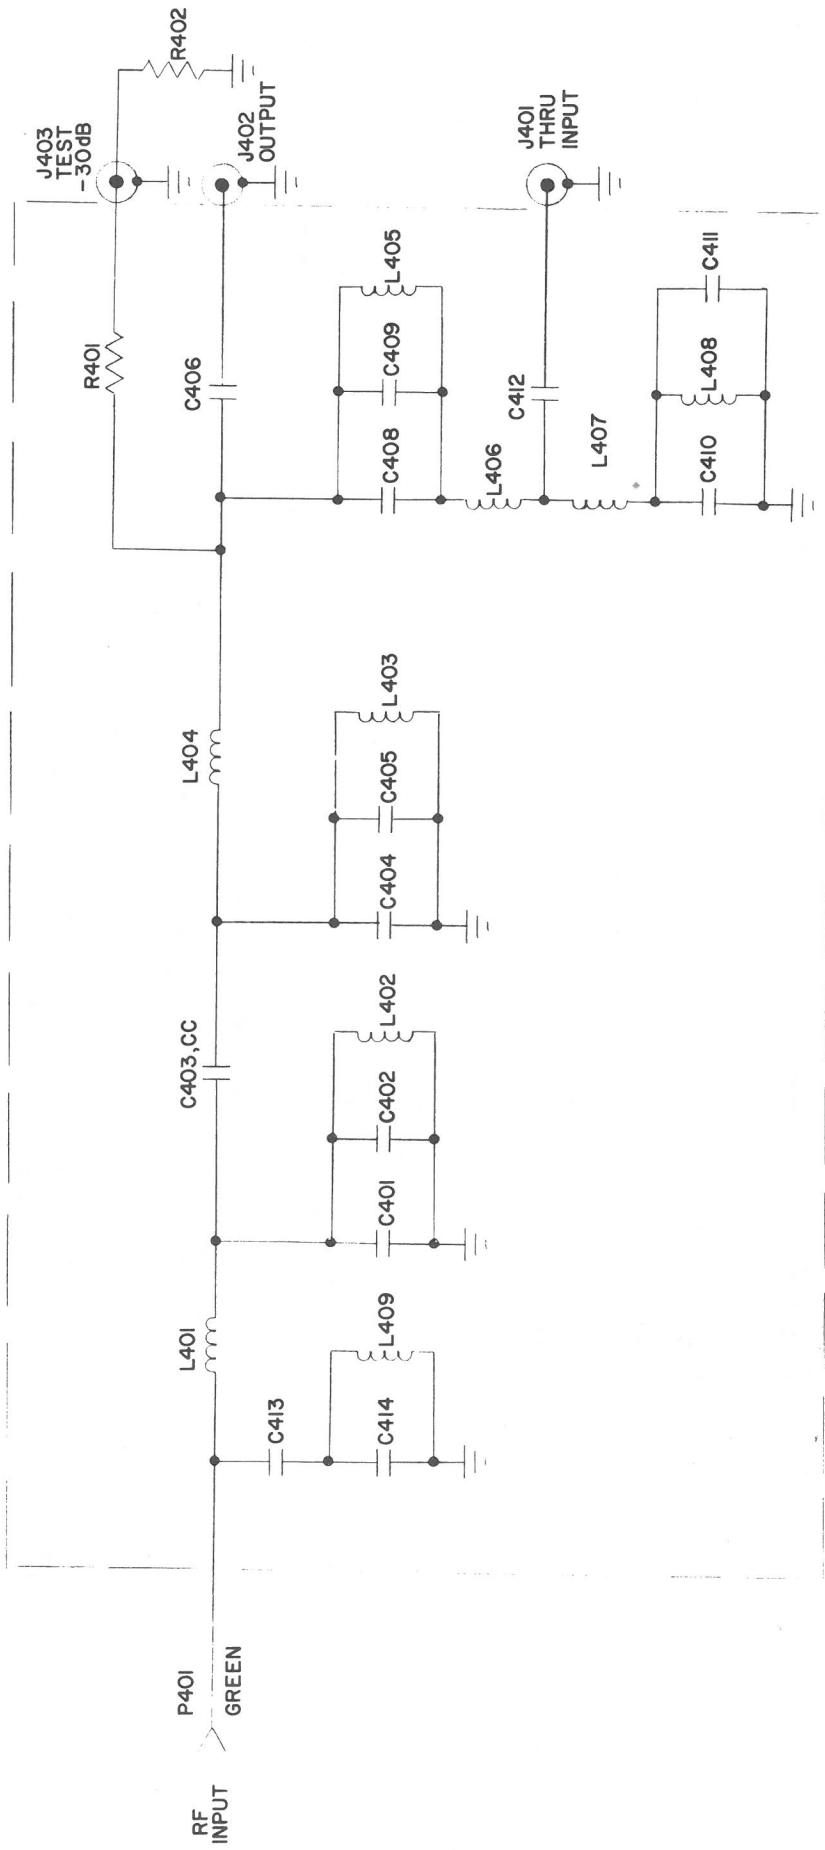 J403
TEST
-30dB
R402
R401
J402
OUTPUT
C406
L404
C403,CC
L401
P401
GREEN
RF
INPUT
C413
C414
L409
C401
C402
L402
C404
C405
L403
C408
C409
L405
L406
C412
J401
THRU
INPUT
L407
C410
L408
C411